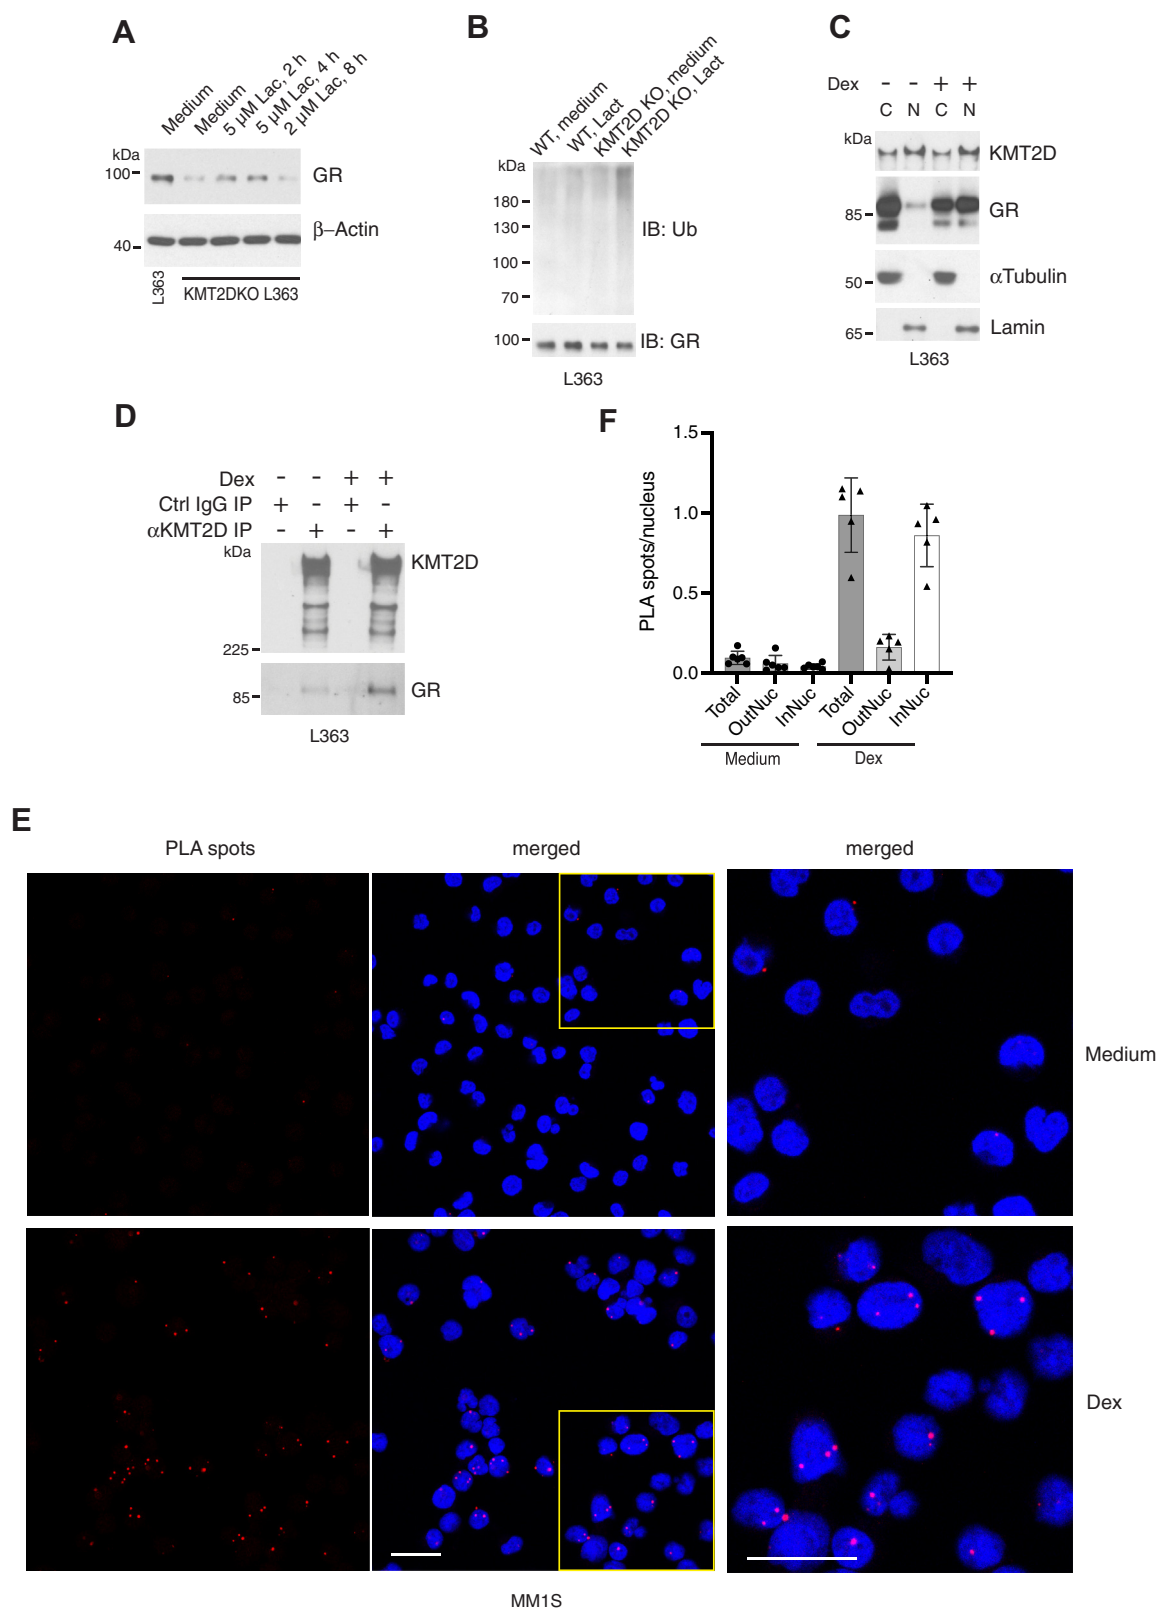 A
Medium
Medium
5 µM Lac, 2 h
5 µM Lac, 4 h
2 µM Lac, 8 h
kDa
100
GR
β–Actin
40
L363
KMT2DKO L363
B
WT, medium
WT, Lact
KMT2D KO, medium
KMT2D KO, Lact
kDa
180
130
100
70
IB: Ub
100
IB: GR
L363
C
Dex - - + +
C N C N
kDa
KMT2D
85
GR
50
αTubulin
65
Lamin
L363
D
Dex - - + +
Ctrl IgG IP + - + -
αKMT2D IP - + - +
kDa
KMT2D
225
85
GR
L363
F
PLA spots/nucleus
1.5
1.0
0.5
0.0
Total
OutNuc
InNuc
Total
OutNuc
InNuc
Medium
Dex
E
PLA spots
merged
merged
Medium
Dex
MM1S